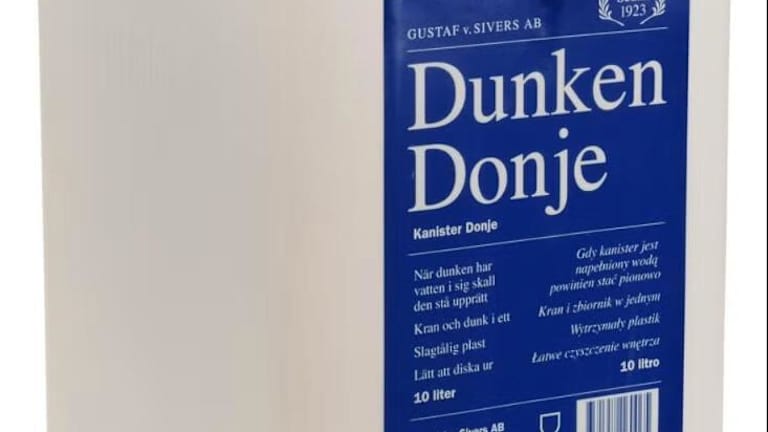 1923
GUSTAF v. SIVERS AB
Dunken
Donje
Kanister Donje
När dunken har
vatten i sig skall
den stå upprätt
Kran och dunk i ett
Slagtålig plast
Lätt att diska ur
10 liter
Gdy kanister jest
napełniony wodą
powinien stać pionowo
Kran i zbiornik w jednym
Wytrzymały plastik
Łatwe czyszczenie wnętrza
10 litro
Sivers AB